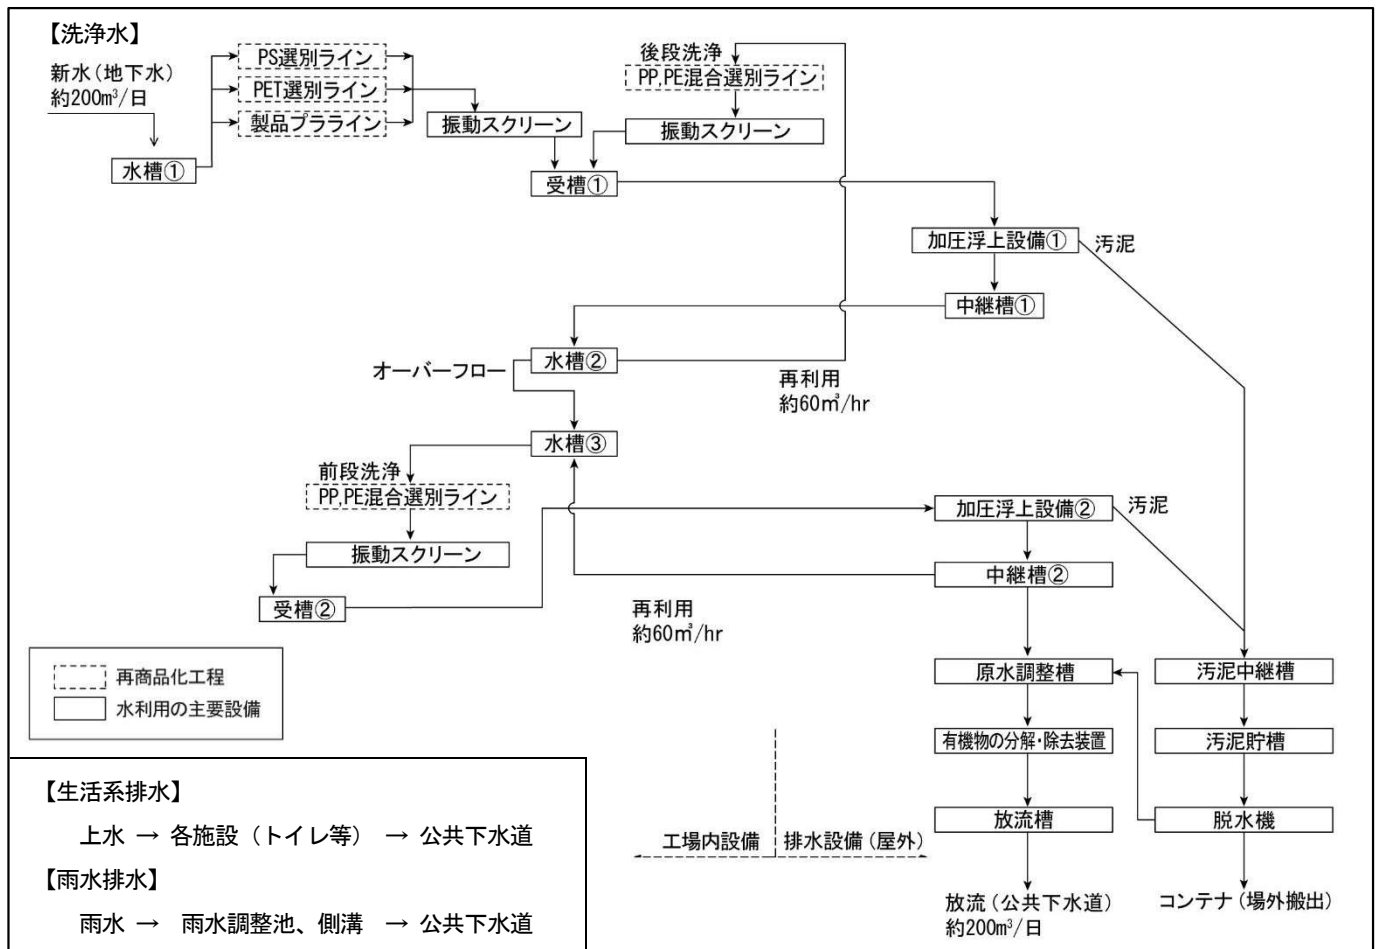 【洗浄水】
新水（地下水）
約200m³/日
水槽①
PS選別ライン
PET選別ライン
製品プラライン
振動スクリーン
後段洗浄
PP,PE混合選別ライン
振動スクリーン
受槽①
加圧浮上設備①
汚泥
中継槽①
水槽②
オーバーフロー
再利用
約60㎥/hr
水槽③
前段洗浄
PP,PE混合選別ライン
振動スクリーン
受槽②
加圧浮上設備②
汚泥
中継槽②
再利用
約60㎥/hr
原水調整槽
汚泥中継槽
有機物の分解・除去装置
汚泥貯槽
放流槽
脱水機
工場内設備
排水設備（屋外）
放流（公共下水道）
約200m³/日
コンテナ（場外搬出）
再商品化工程
水利用の主要設備
【生活系排水】
上水 → 各施設（トイレ等） → 公共下水道
【雨水排水】
雨水 → 雨水調整池、側溝 → 公共下水道